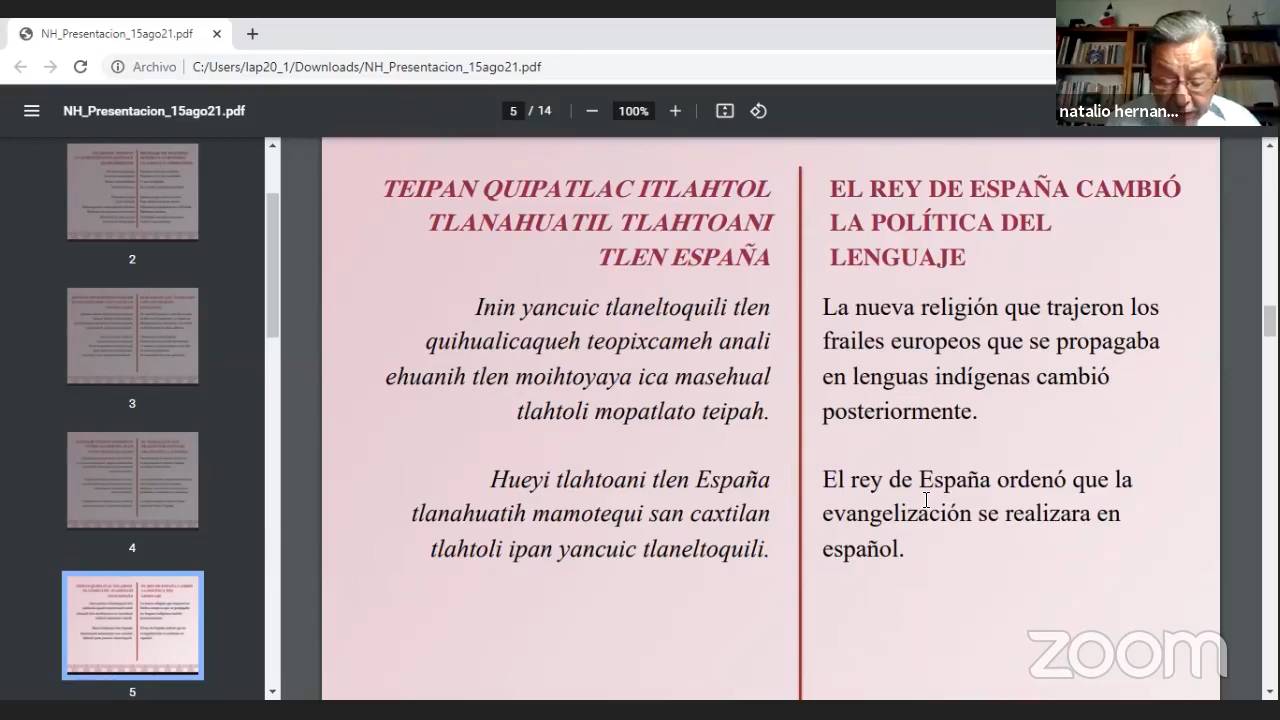 NH_Presentacion_15ago21.pdf
Archivo
C:/Users/lap20_1/Downloads/NH_Presentacion_15ago21.pdf
natalio hernan...
NH_Presentacion_15ago21.pdf
5 / 14
100%
2
3
4
5
TEIPAN QUIPATLAC ITLAHTOL
TLANAHUATIL TLAHTOANI
TLEN ESPAÑA
Inin yancuic tlaneltoquili tlen
quihualicaqueh teopixcameh anali
ehuanih tlen moihtoyaya ica masehual
tlahtoli mopatlato teipah.
Hueyi tlahtoani tlen España
tlanahuatih mamotequi san caxtilan
tlahtoli ipan yancuic tlaneltoquili.
EL REY DE ESPAÑA CAMBIÓ
LA POLÍTICA DEL
LENGUAJE
La nueva religión que trajeron los
frailes europeos que se propagaba
en lenguas indígenas cambió
posteriormente.
El rey de España ordenó que la
evangelización se realizara en
español.
zoom